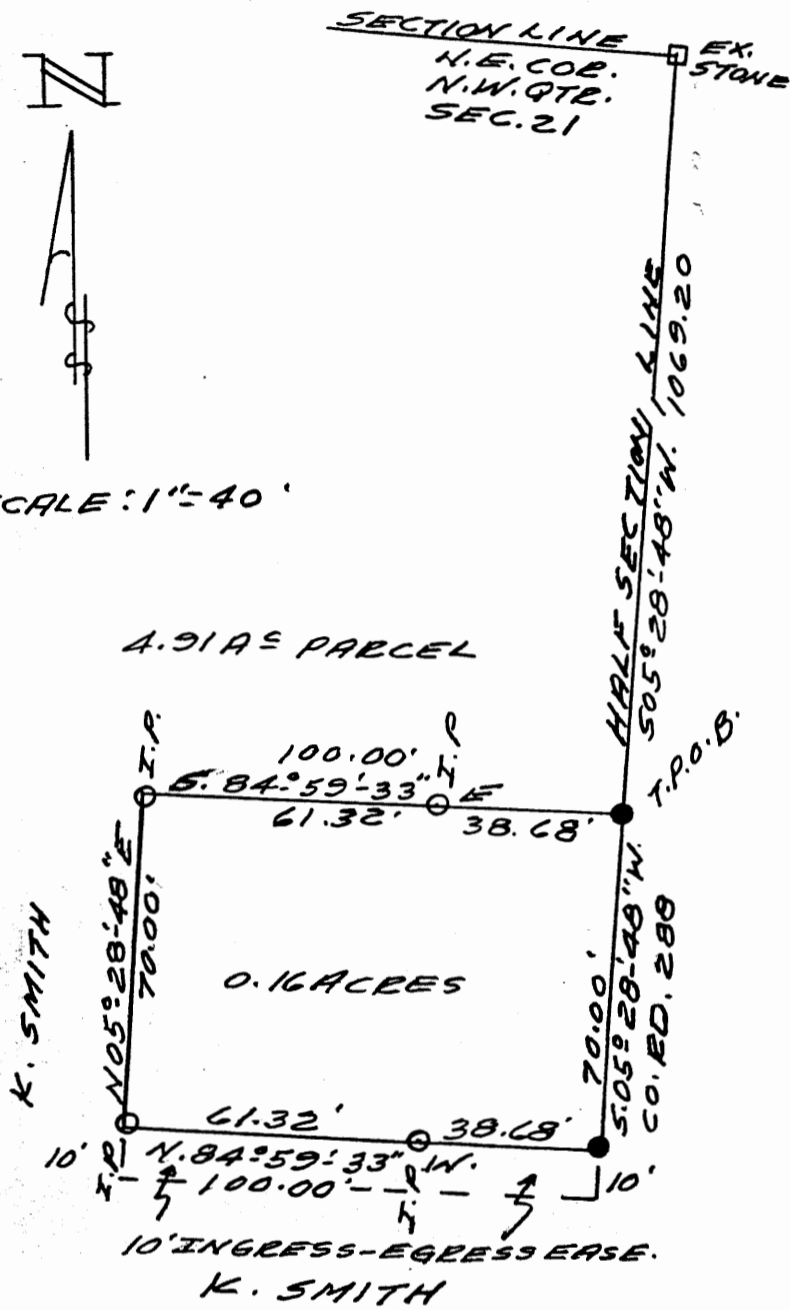 SECTION LINE
N.E. COR.
N.W. QTR.
SEC. 21
EX.
STONE
N
SCALE: 1"=40'
HALF SECTION LINE
S05°28'-48"W. 1069.20
4.91 AC PARCEL
T.P.O.B.
I.P.
100.00'
I.P
S. 84°59'-33" E
61.32' 38.68'
N05°28'-48"E
70.00'
K. SMITH
0.16 ACRES
70.00'
S.05°28'-48"W.
CO. RD. 288
61.32' 38.68'
10' I.P. N.84°59'-33" W. I.P 10'
100.00'
10' INGRESS-EGRESS EASE.
K. SMITH